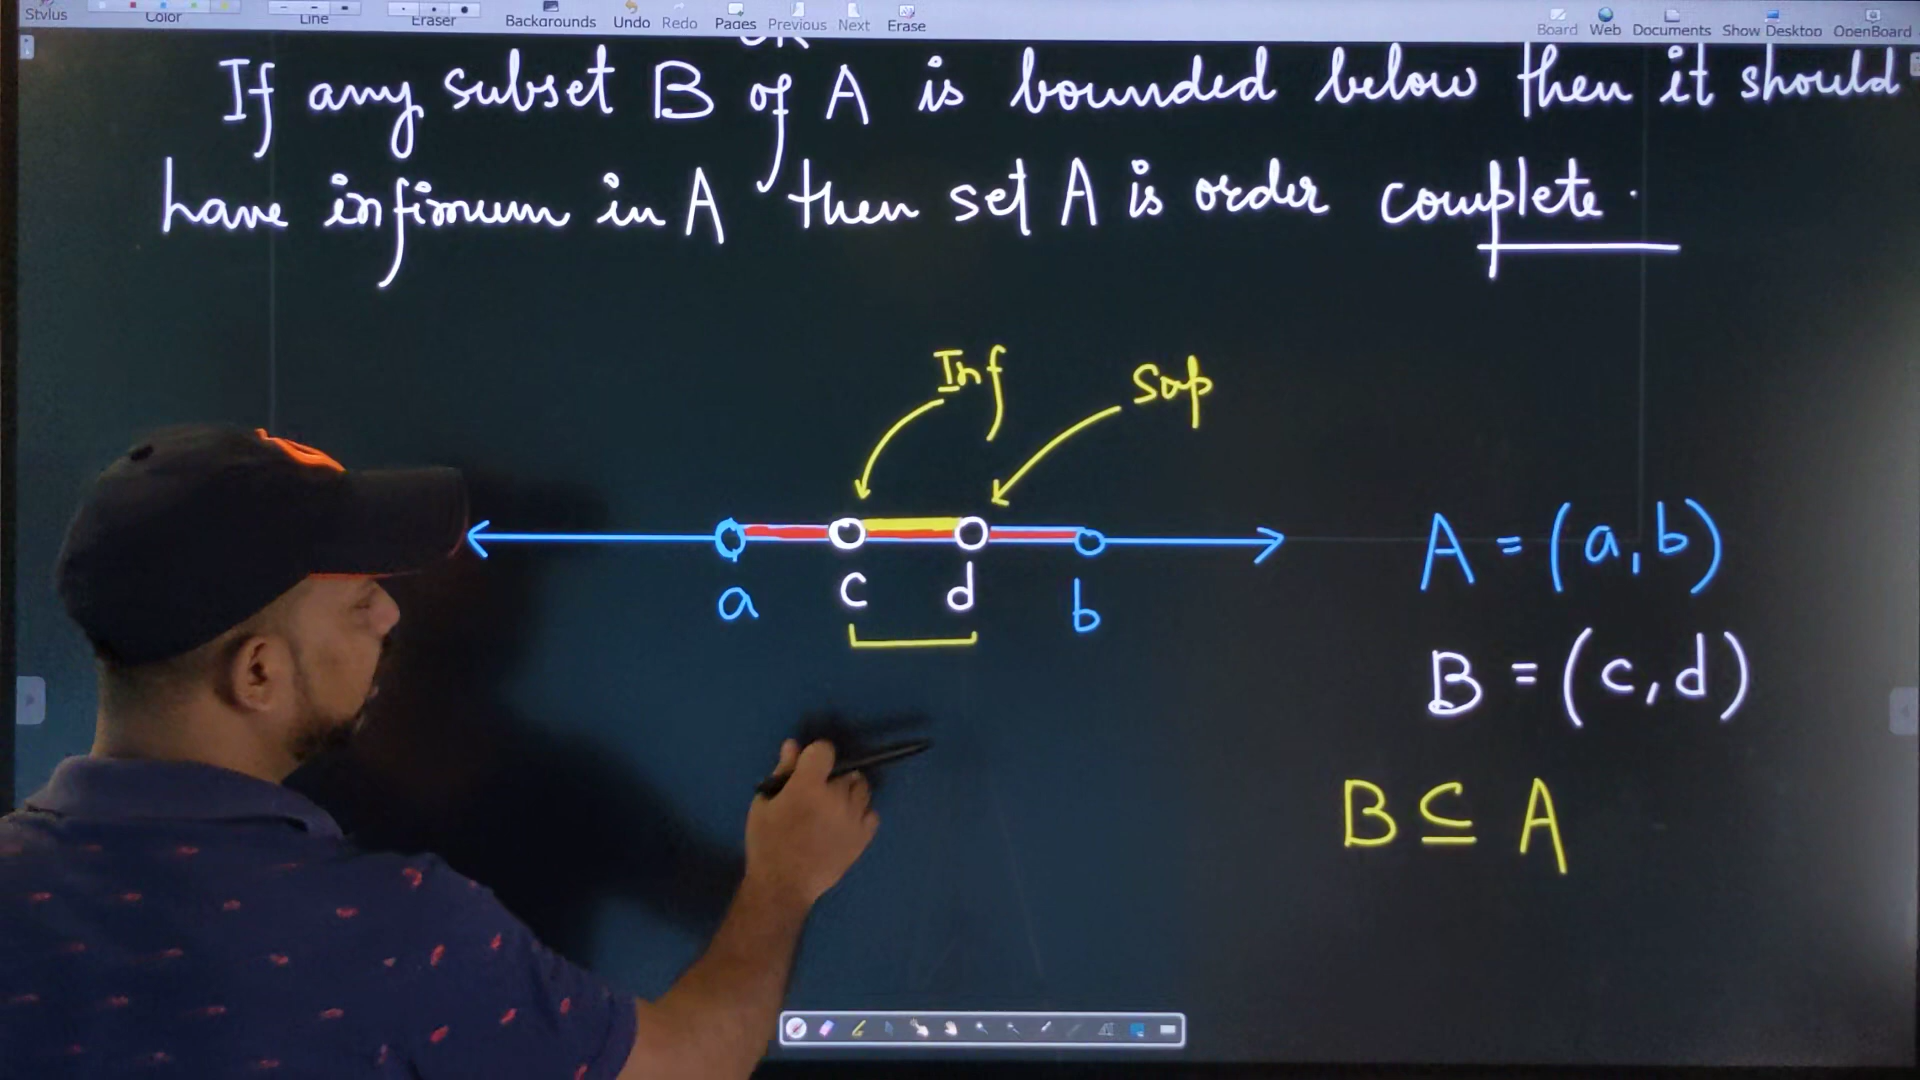 Stylus Color Line Eraser Backgrounds Undo Redo Pages Previous Next Erase Board Web Documents Show Desktop OpenBoard
OR
If any subset B of A is bounded below then it should
have infimum in A then set A is order complete.
Inf
Sup
a c d b
A = (a, b)
B = (c, d)
B ⊆ A